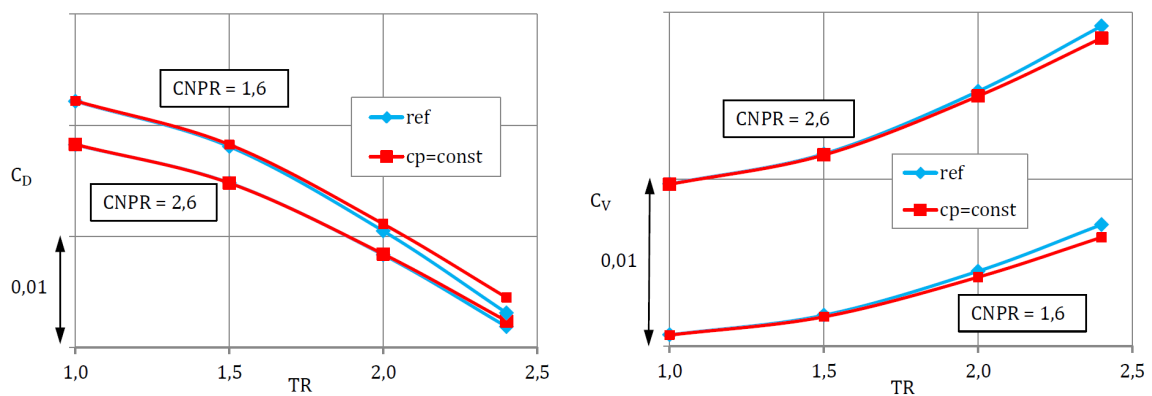 CNPR = 1,6
ref
cp=const
C_D
CNPR = 2,6
0,01
1,0 1,5 2,0 2,5
TR
CNPR = 2,6
ref
cp=const
C_V
0,01
CNPR = 1,6
1,0 1,5 2,0 2,5
TR